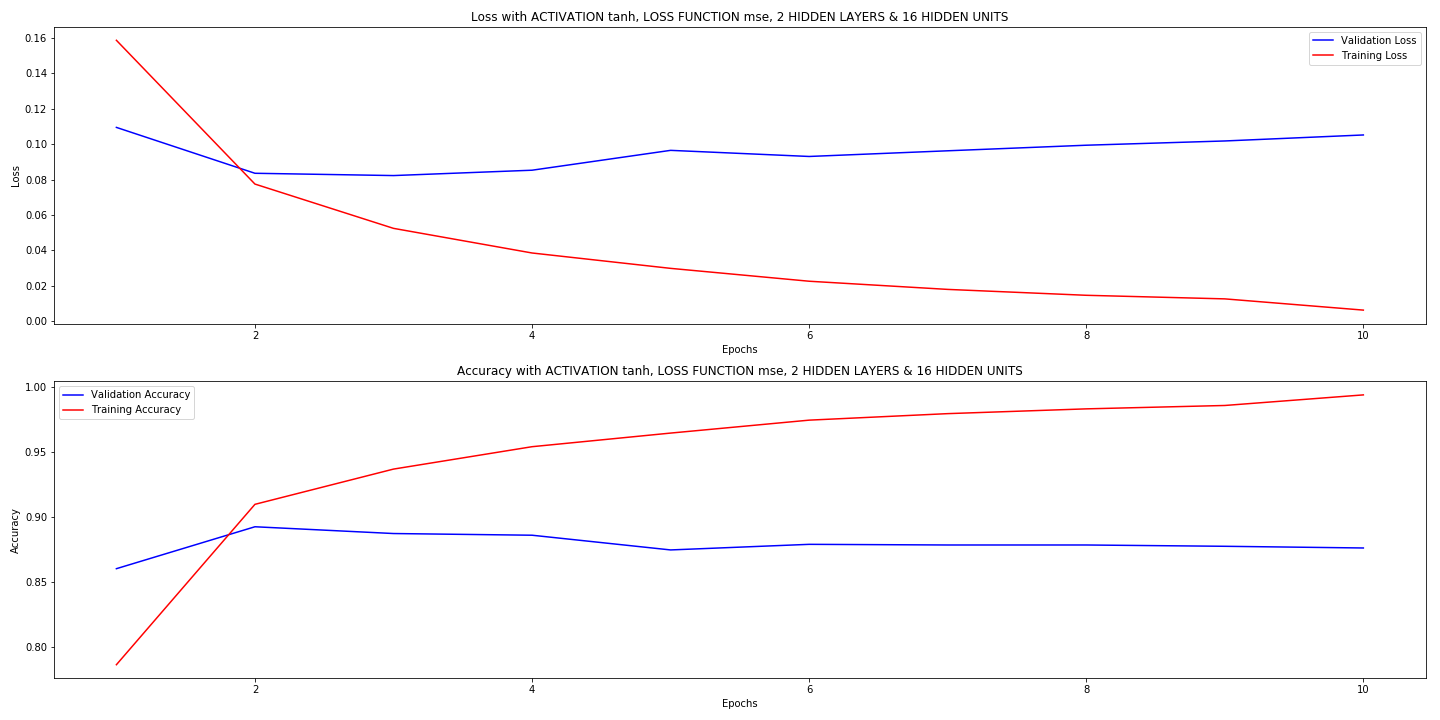 Loss with ACTIVATION tanh, LOSS FUNCTION mse, 2 HIDDEN LAYERS & 16 HIDDEN UNITS
Validation Loss
Training Loss
0.16
0.14
0.12
0.10
0.08
0.06
0.04
0.02
0.00
Loss
2 4 6 8 10
Epochs
Accuracy with ACTIVATION tanh, LOSS FUNCTION mse, 2 HIDDEN LAYERS & 16 HIDDEN UNITS
Validation Accuracy
Training Accuracy
1.00
0.95
0.90
0.85
0.80
Accuracy
2 4 6 8 10
Epochs